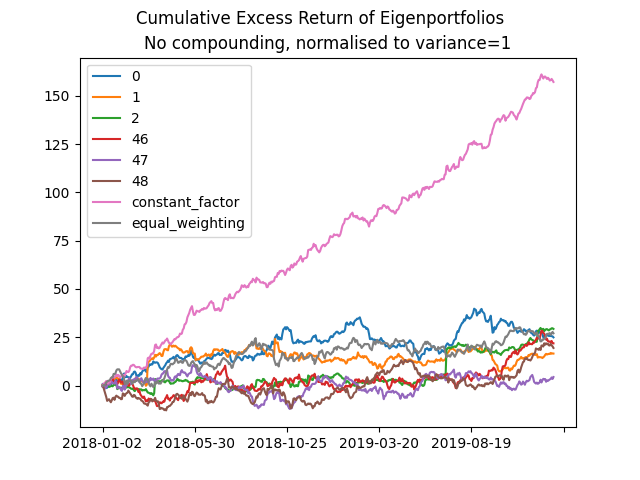 Cumulative Excess Return of Eigenportfolios
No compounding, normalised to variance=1
0
1
2
46
47
48
constant_factor
equal_weighting
150
125
100
75
50
25
0
2018-01-02 2018-05-30 2018-10-25 2019-03-20 2019-08-19